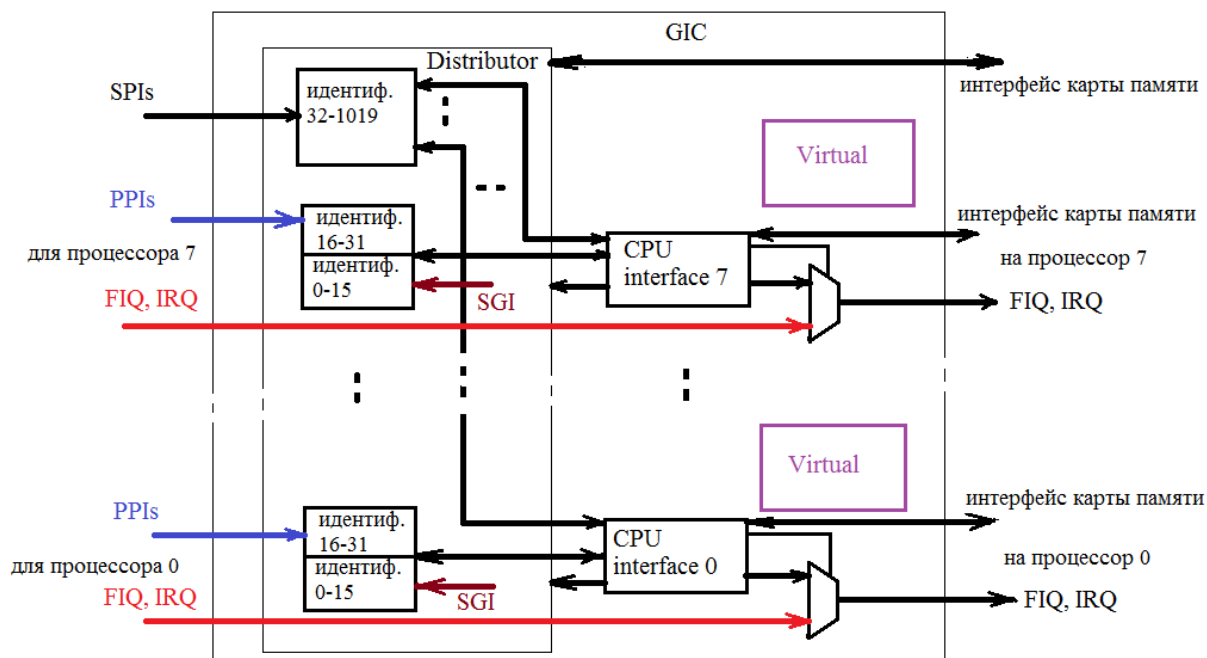 GIC
Distributor
интерфейс карты памяти
SPIs
идентиф.
32-1019
Virtual
PPIs
идентиф.
16-31
идентиф.
0-15
для процессора 7
FIQ, IRQ
SGI
CPU
interface 7
интерфейс карты памяти
на процессор 7
FIQ, IRQ
Virtual
PPIs
идентиф.
16-31
идентиф.
0-15
для процессора 0
FIQ, IRQ
SGI
CPU
interface 0
интерфейс карты памяти
на процессор 0
FIQ, IRQ